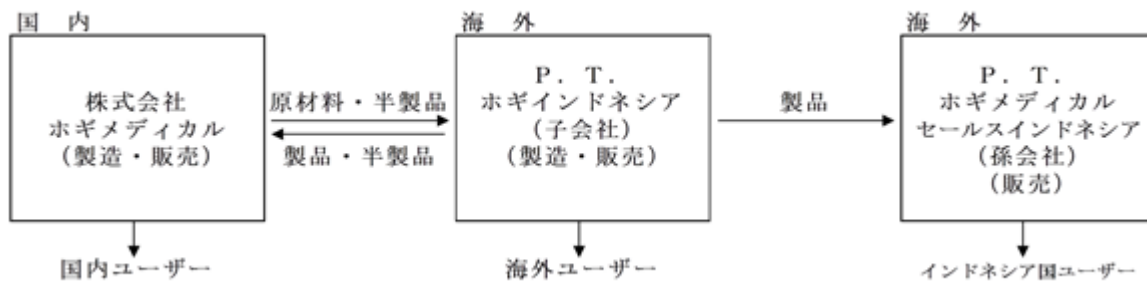 国　内
株式会社
ホギメディカル
（製造・販売）
国内ユーザー
原材料・半製品
製品・半製品
海　外
Ｐ．Ｔ．
ホギインドネシア
（子会社）
（製造・販売）
海外ユーザー
製品
海　外
Ｐ．Ｔ．
ホギメディカル
セールスインドネシア
（孫会社）
（販売）
インドネシア国ユーザー